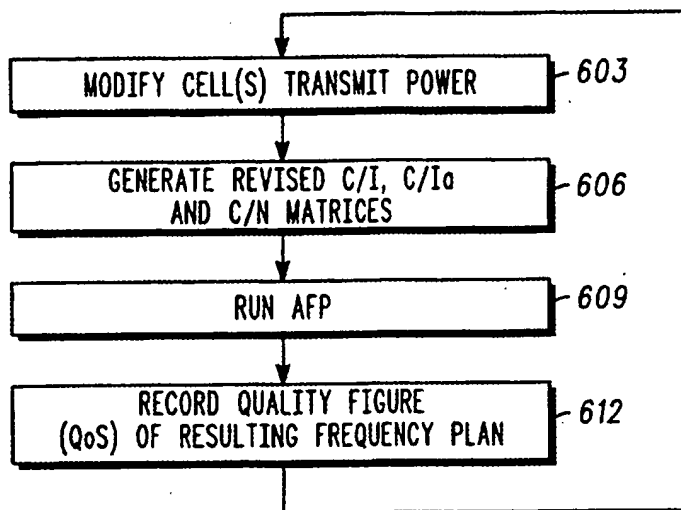 MODIFY CELL(S) TRANSMIT POWER
603
GENERATE REVISED C/I, C/Ia
AND C/N MATRICES
606
RUN AFP
609
RECORD QUALITY FIGURE
(QoS) OF RESULTING FREQUENCY PLAN
612